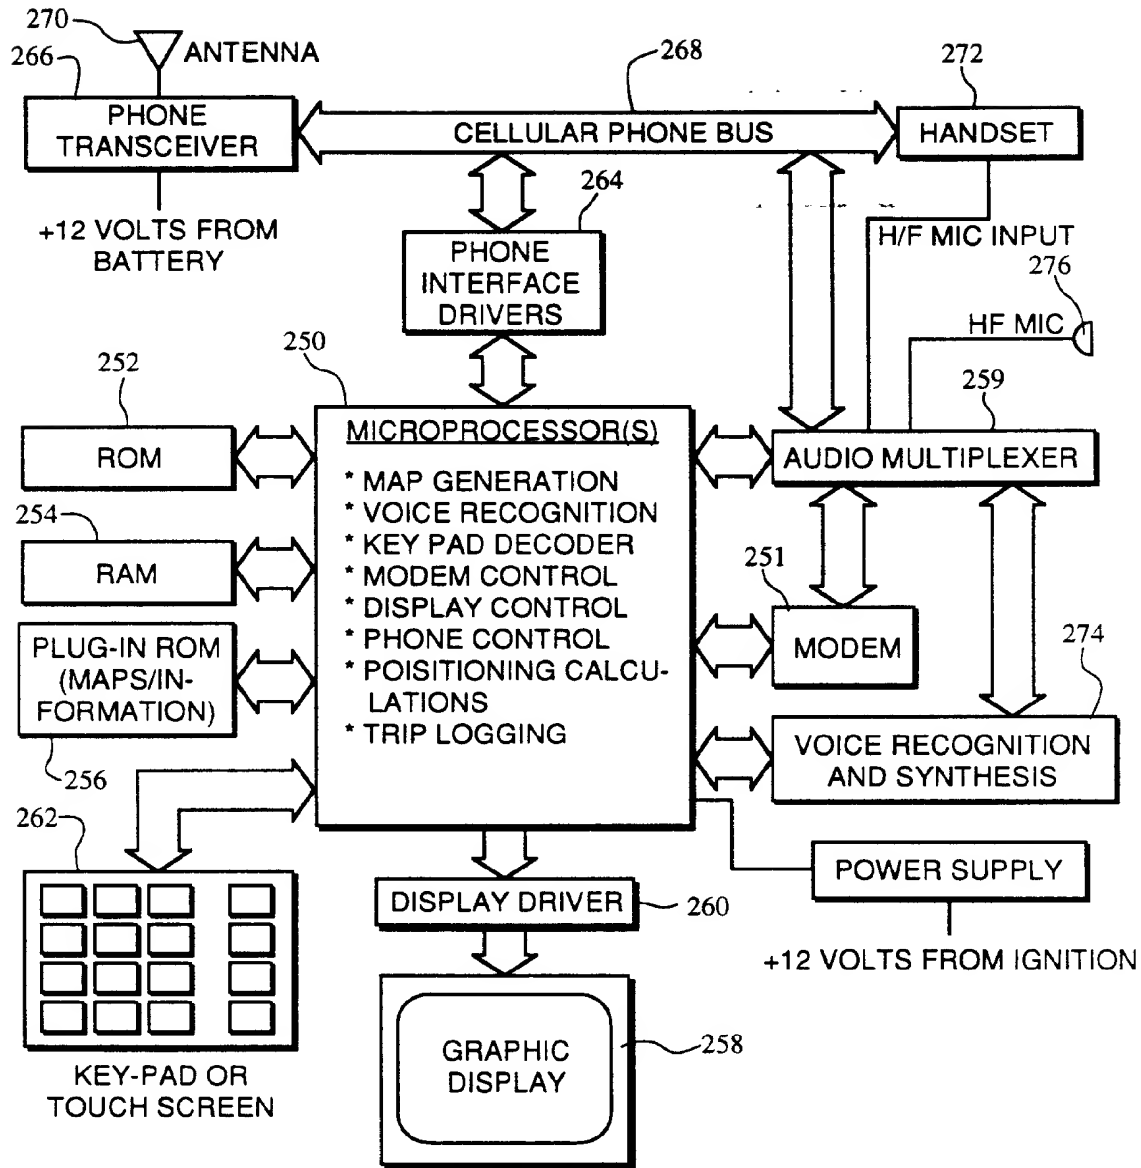 270
ANTENNA
266
PHONE
TRANSCEIVER
+12 VOLTS FROM
BATTERY
268
CELLULAR PHONE BUS
272
HANDSET
264
PHONE
INTERFACE
DRIVERS
H/F MIC INPUT
276
HF MIC
250
252
ROM
254
RAM
PLUG-IN ROM
(MAPS/IN-
FORMATION)
256
MICROPROCESSOR(S)
* MAP GENERATION
* VOICE RECOGNITION
* KEY PAD DECODER
* MODEM CONTROL
* DISPLAY CONTROL
* PHONE CONTROL
* POISITIONING CALCU-
LATIONS
* TRIP LOGGING
259
AUDIO MULTIPLEXER
251
MODEM
274
VOICE RECOGNITION
AND SYNTHESIS
POWER SUPPLY
+12 VOLTS FROM IGNITION
262
KEY-PAD OR
TOUCH SCREEN
DISPLAY DRIVER
260
GRAPHIC
DISPLAY
258